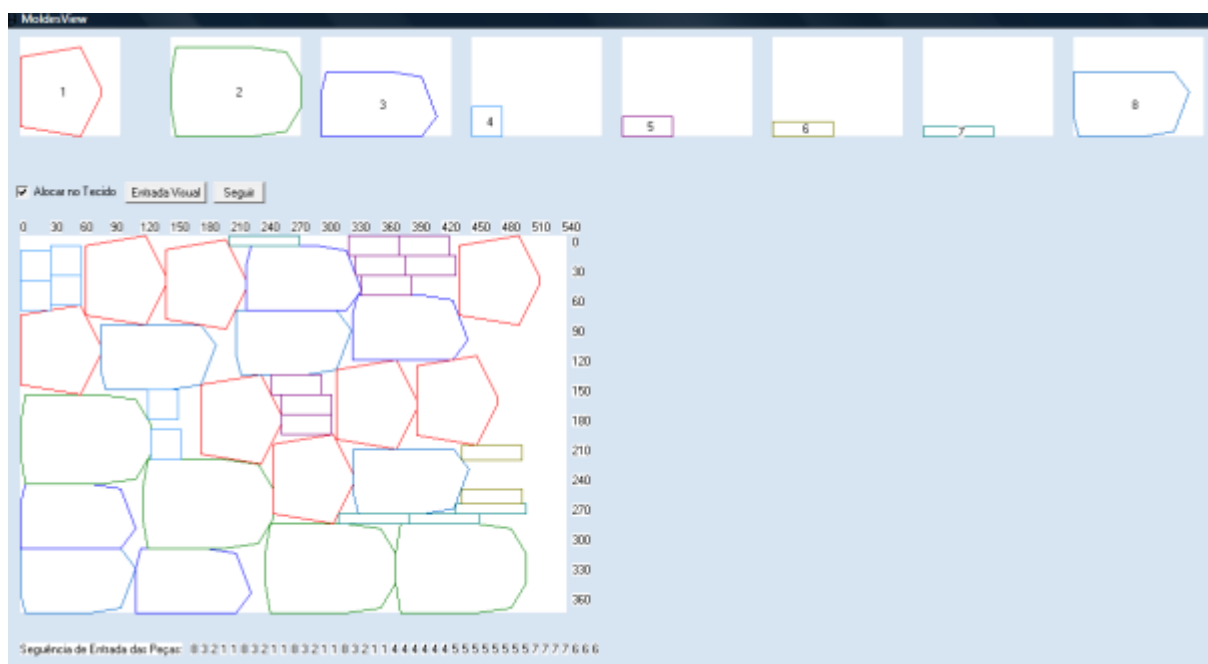 MoldesView
1 2 3 4 5 6 7 8
Alocar no Tecido Entrada Visual Seguir
0 30 60 90 120 150 180 210 240 270 300 330 360 390 420 450 480 510 540
0
30
60
90
120
150
180
210
240
270
300
330
360
Seguência de Entrada das Peças: 8 3 2 1 1 8 3 2 1 1 8 3 2 1 1 8 3 2 1 1 4 4 4 4 4 4 5 5 5 5 5 5 5 5 7 7 7 7 6 6 6